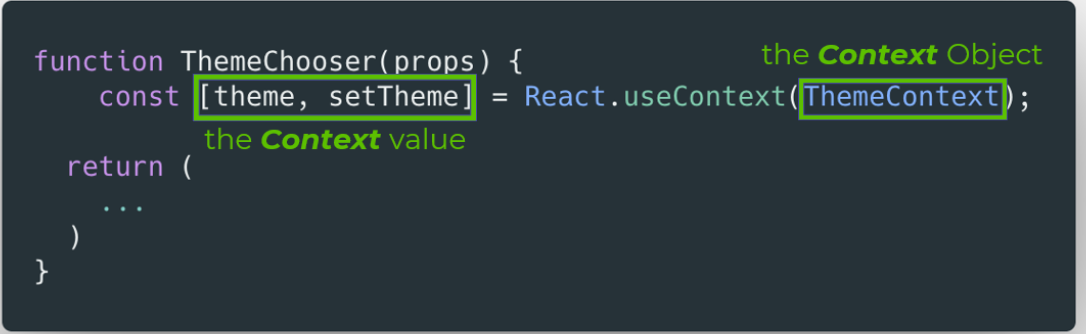 function ThemeChooser(props) {
the Context Object
const [theme, setTheme] = React.useContext(ThemeContext);
the Context value
return (
...
)
}